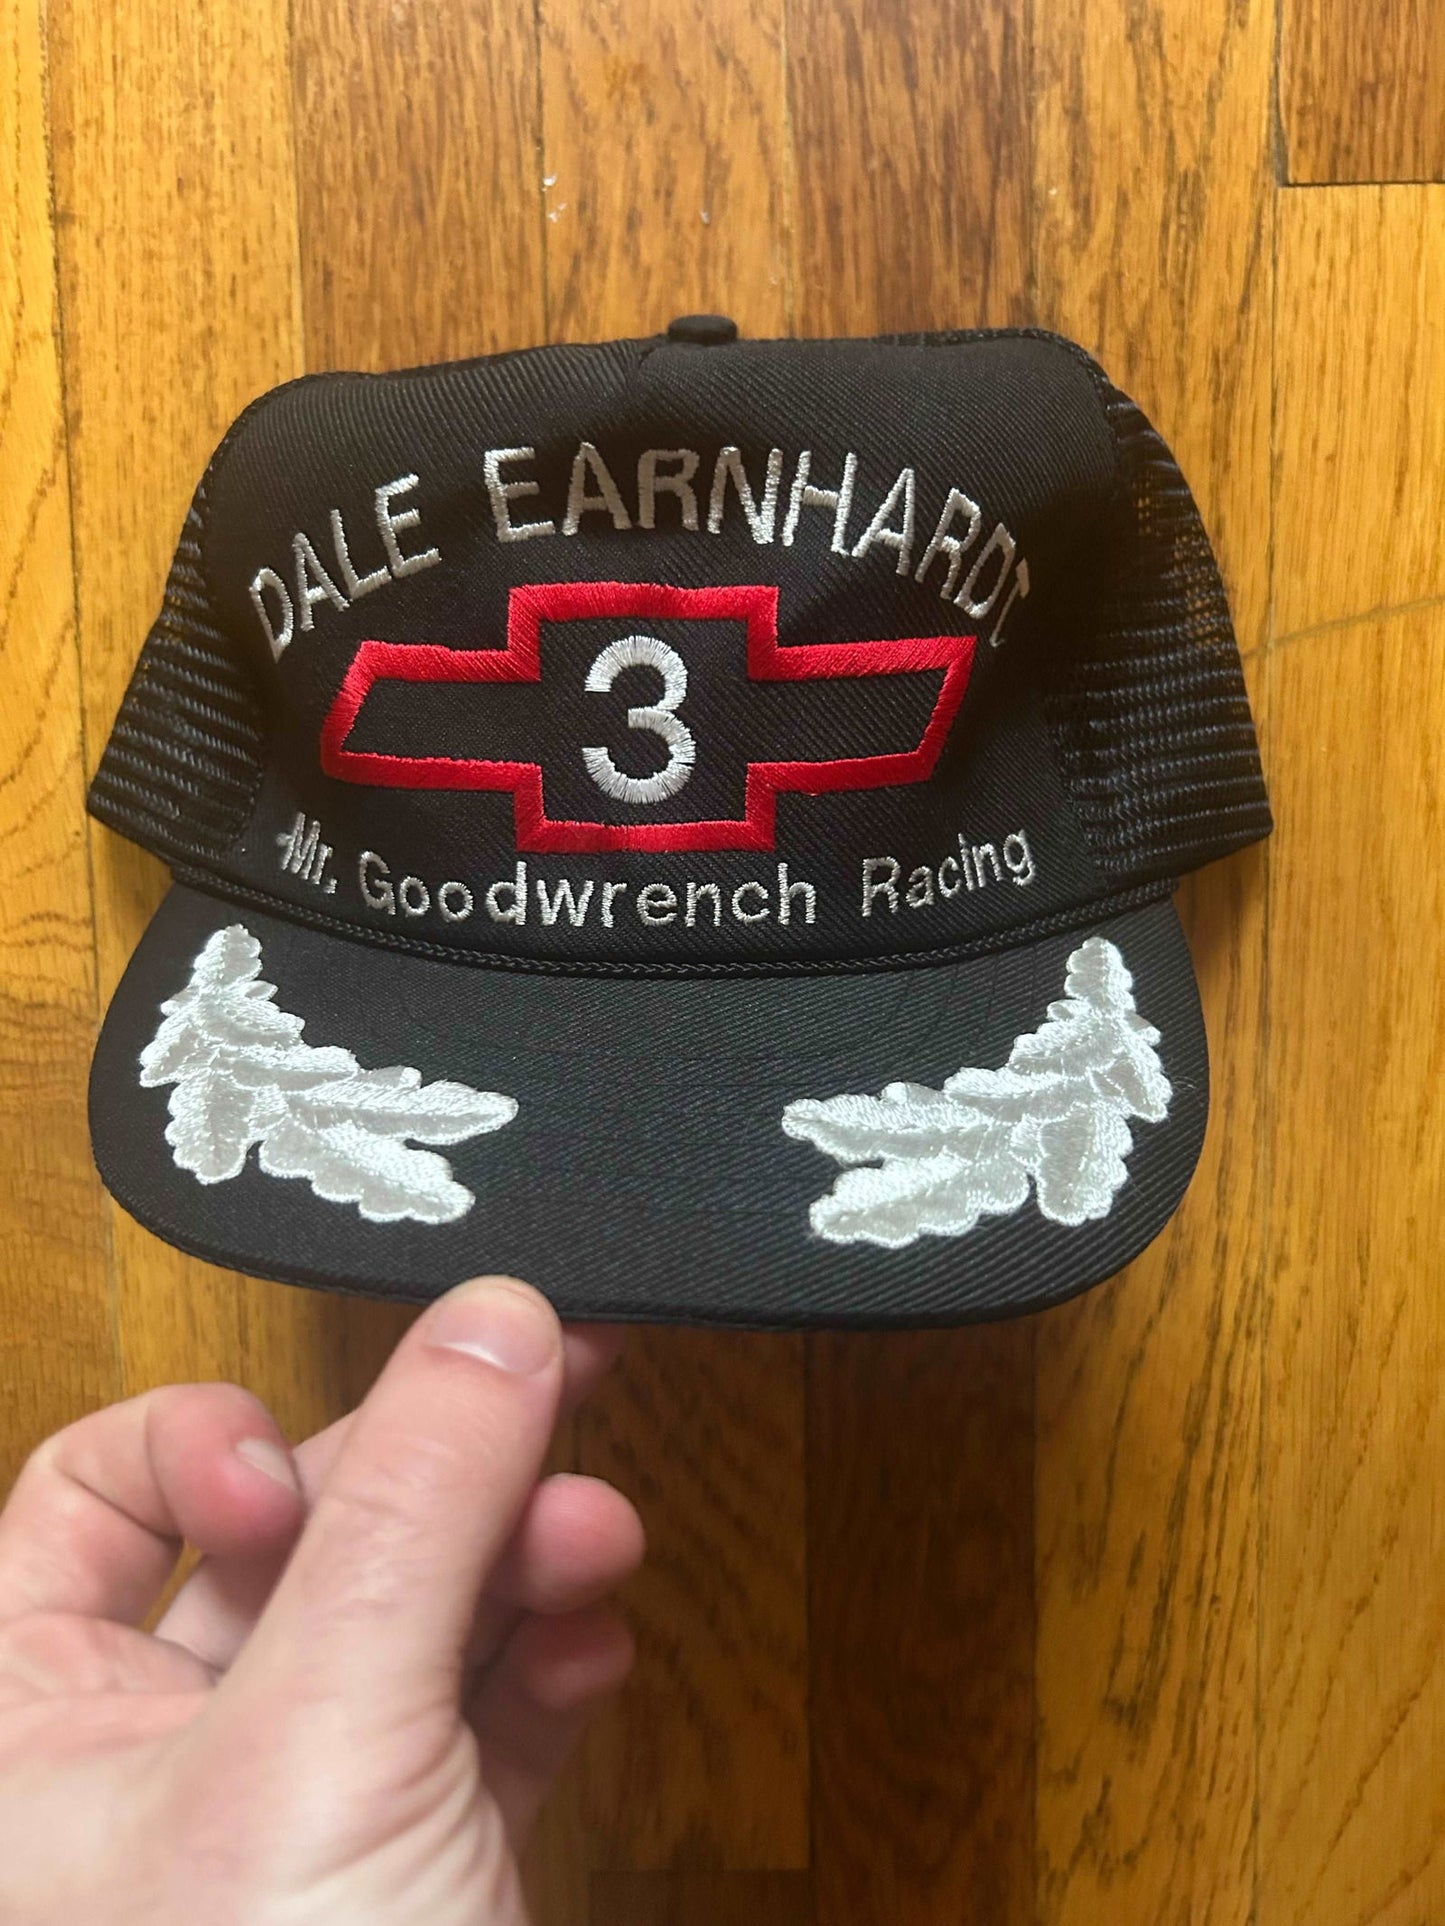 DALE EARNHARDT
3
Mr. Goodwrench Racing